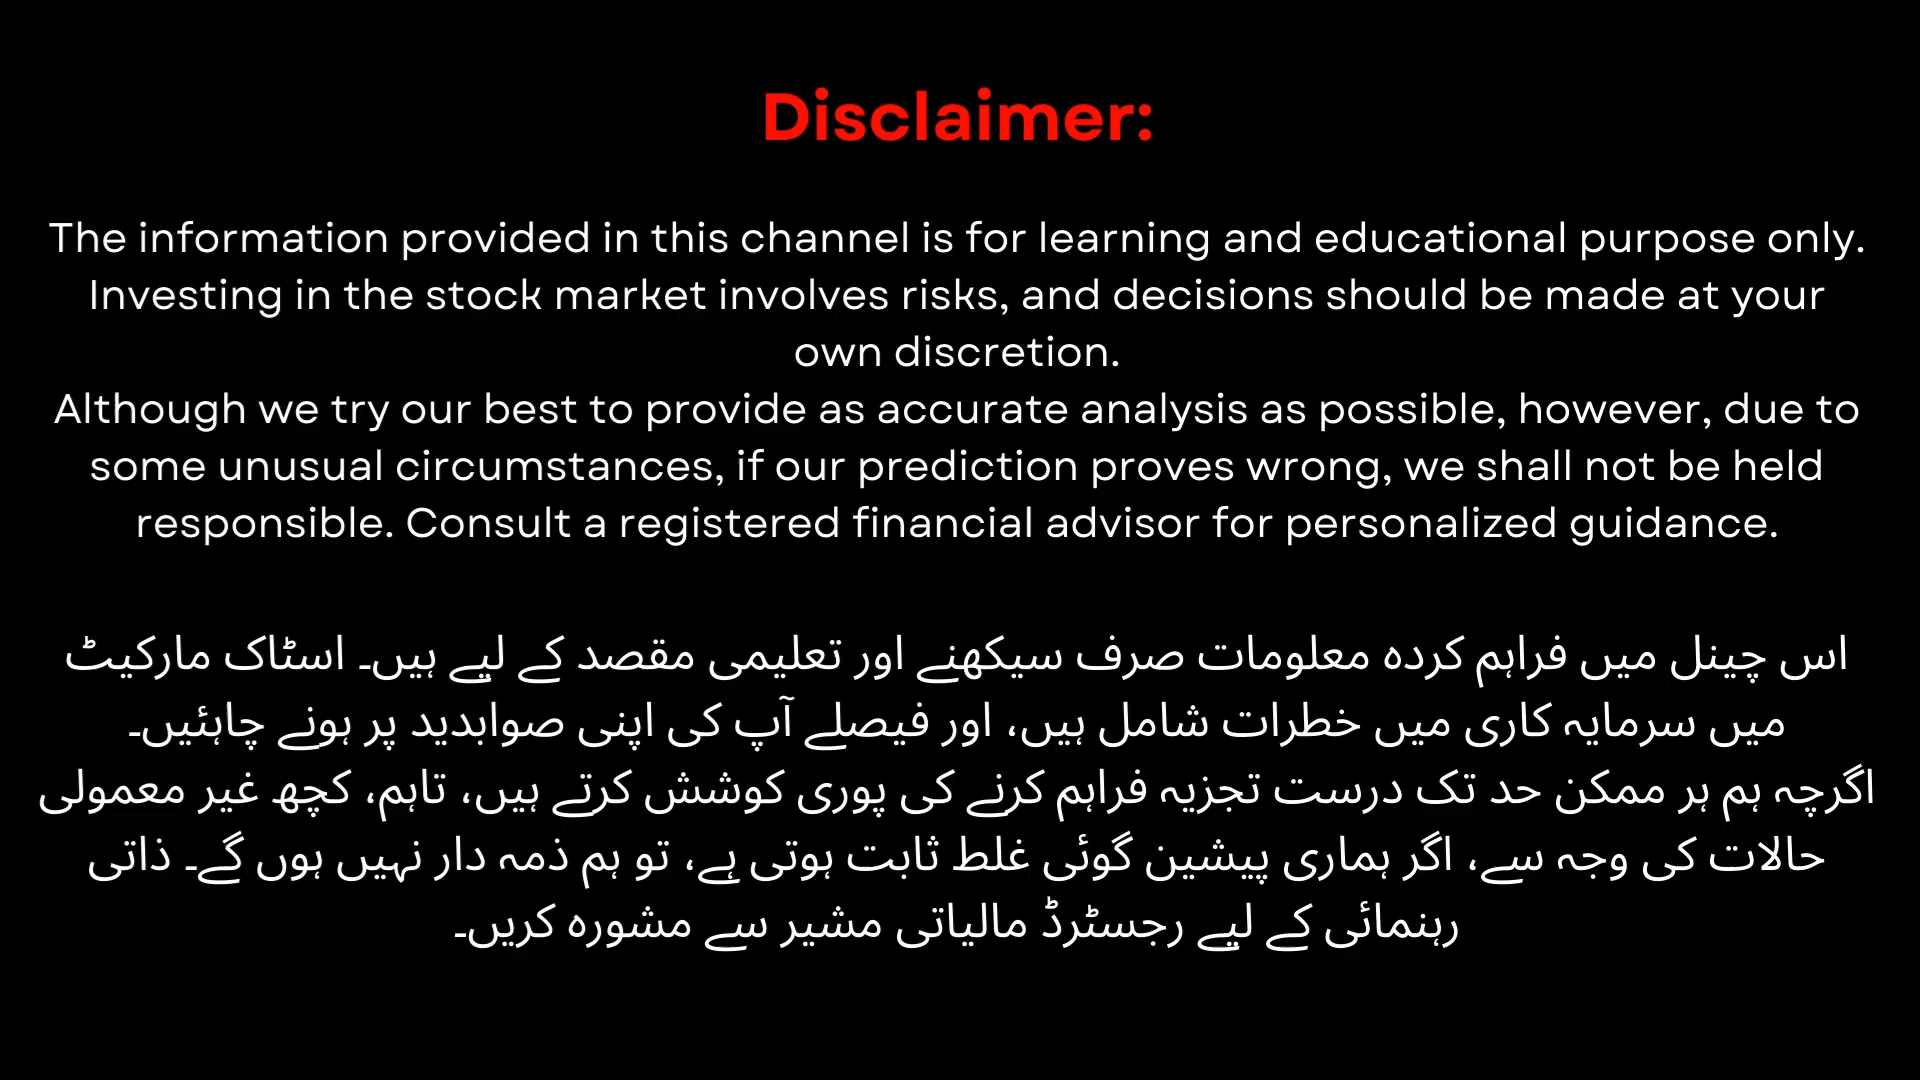 Disclaimer:
The information provided in this channel is for learning and educational purpose only.
Investing in the stock market involves risks, and decisions should be made at your
own discretion.
Although we try our best to provide as accurate analysis as possible, however, due to
some unusual circumstances, if our prediction proves wrong, we shall not be held
responsible. Consult a registered financial advisor for personalized guidance.
اس چینل میں فراہم کردہ معلومات صرف سیکھنے اور تعلیمی مقصد کے لیے ہیں۔ اسٹاک مارکیٹ
میں سرمایہ کاری میں خطرات شامل ہیں، اور فیصلے آپ کی اپنی صوابدید پر ہونے چاہئیں۔
اگرچہ ہم ہر ممکن حد تک درست تجزیہ فراہم کرنے کی پوری کوشش کرتے ہیں، تاہم، کچھ غیر معمولی
حالات کی وجہ سے، اگر ہماری پیشین گوئی غلط ثابت ہوتی ہے، تو ہم ذمہ دار نہیں ہوں گے۔ ذاتی
رہنمائی کے لیے رجسٹرڈ مالیاتی مشیر سے مشورہ کریں۔